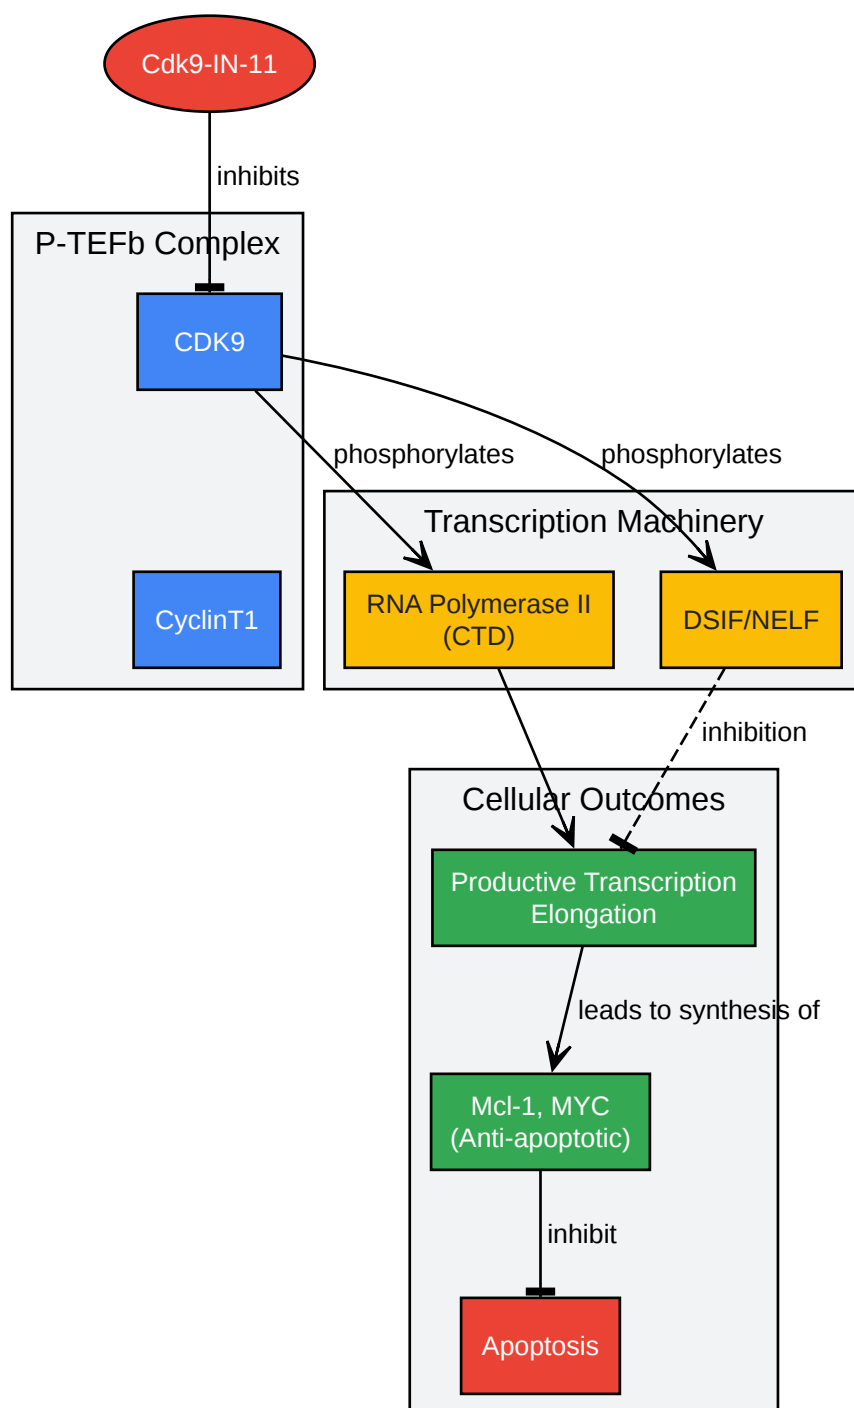 Cdk9-IN-11
inhibits
P-TEFb Complex
CDK9
phosphorylates
phosphorylates
Transcription Machinery
RNA Polymerase II
(CTD)
DSIF/NELF
CyclinT1
inhibition
Cellular Outcomes
Productive Transcription
Elongation
leads to synthesis of
Mcl-1, MYC
(Anti-apoptotic)
inhibit
Apoptosis